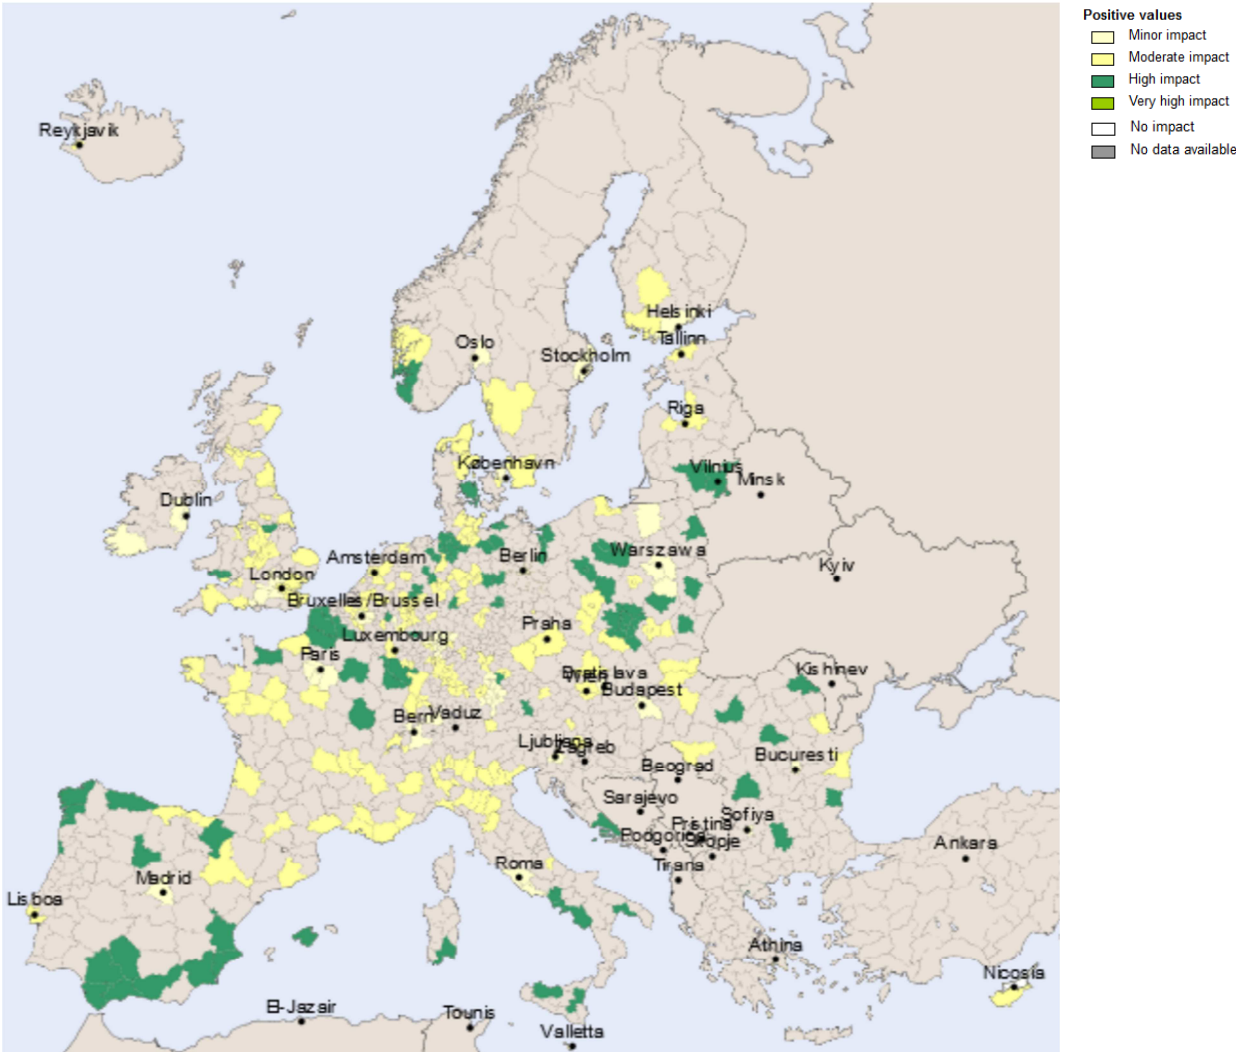 Positive values
Minor impact
Moderate impact
High impact
Very high impact
No impact
No data available
Reykjavik
Helsinki
Oslo
Tallinn
Stockholm
Riga
København
Vilnius
Minsk
Dublin
Amsterdam
Berlin
Warszawa
Kyiv
London
Bruxelles/Brussel
Praha
Luxembourg
Paris
Bratislava
Wien
Kishinev
Budapest
Bern
Vaduz
Ljubljana
Zagreb
Bucuresti
Beograd
Sarajevo
Sofiya
Pristina
Podgorica
Skopje
Ankara
Roma
Tirana
Madrid
Lisboa
Athina
Nicosia
El-Jazair
Tounis
Valletta